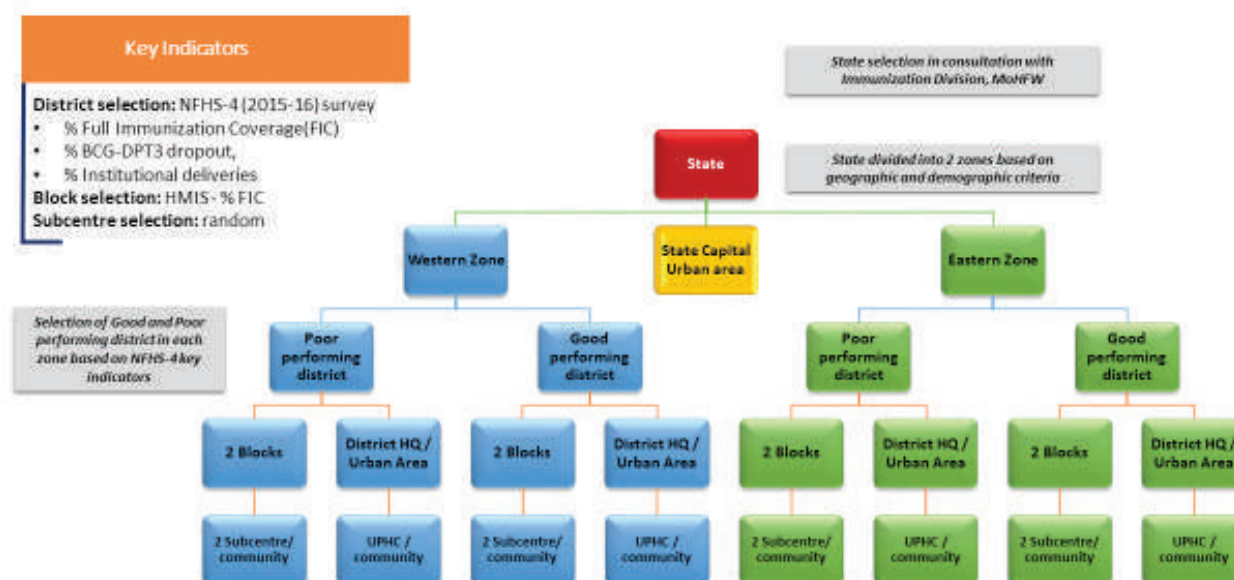 Key Indicators
District selection: NFHS-4 (2015-16) survey
• % Full Immunization Coverage(FIC)
• % BCG-DPT3 dropout,
• % Institutional deliveries
Block selection: HMIS - % FIC
Subcentre selection: random
State selection in consultation with
Immunization Division, MoHFW
State
State divided into 2 zones based on
geographic and demographic criteria
Western Zone
State Capital
Urban area
Eastern Zone
Selection of Good and Poor
performing district in each
zone based on NFHS-4 key
indicators
Poor
performing
district
Good
performing
district
Poor
performing
district
Good
performing
district
2 Blocks
District HQ /
Urban Area
2 Blocks
District HQ /
Urban Area
2 Blocks
District HQ /
Urban Area
2 Blocks
District HQ /
Urban Area
2 Subcentre/
community
UPHC /
community
2 Subcentre/
community
UPHC /
community
2 Subcentre/
community
UPHC /
community
2 Subcentre/
community
UPHC /
community